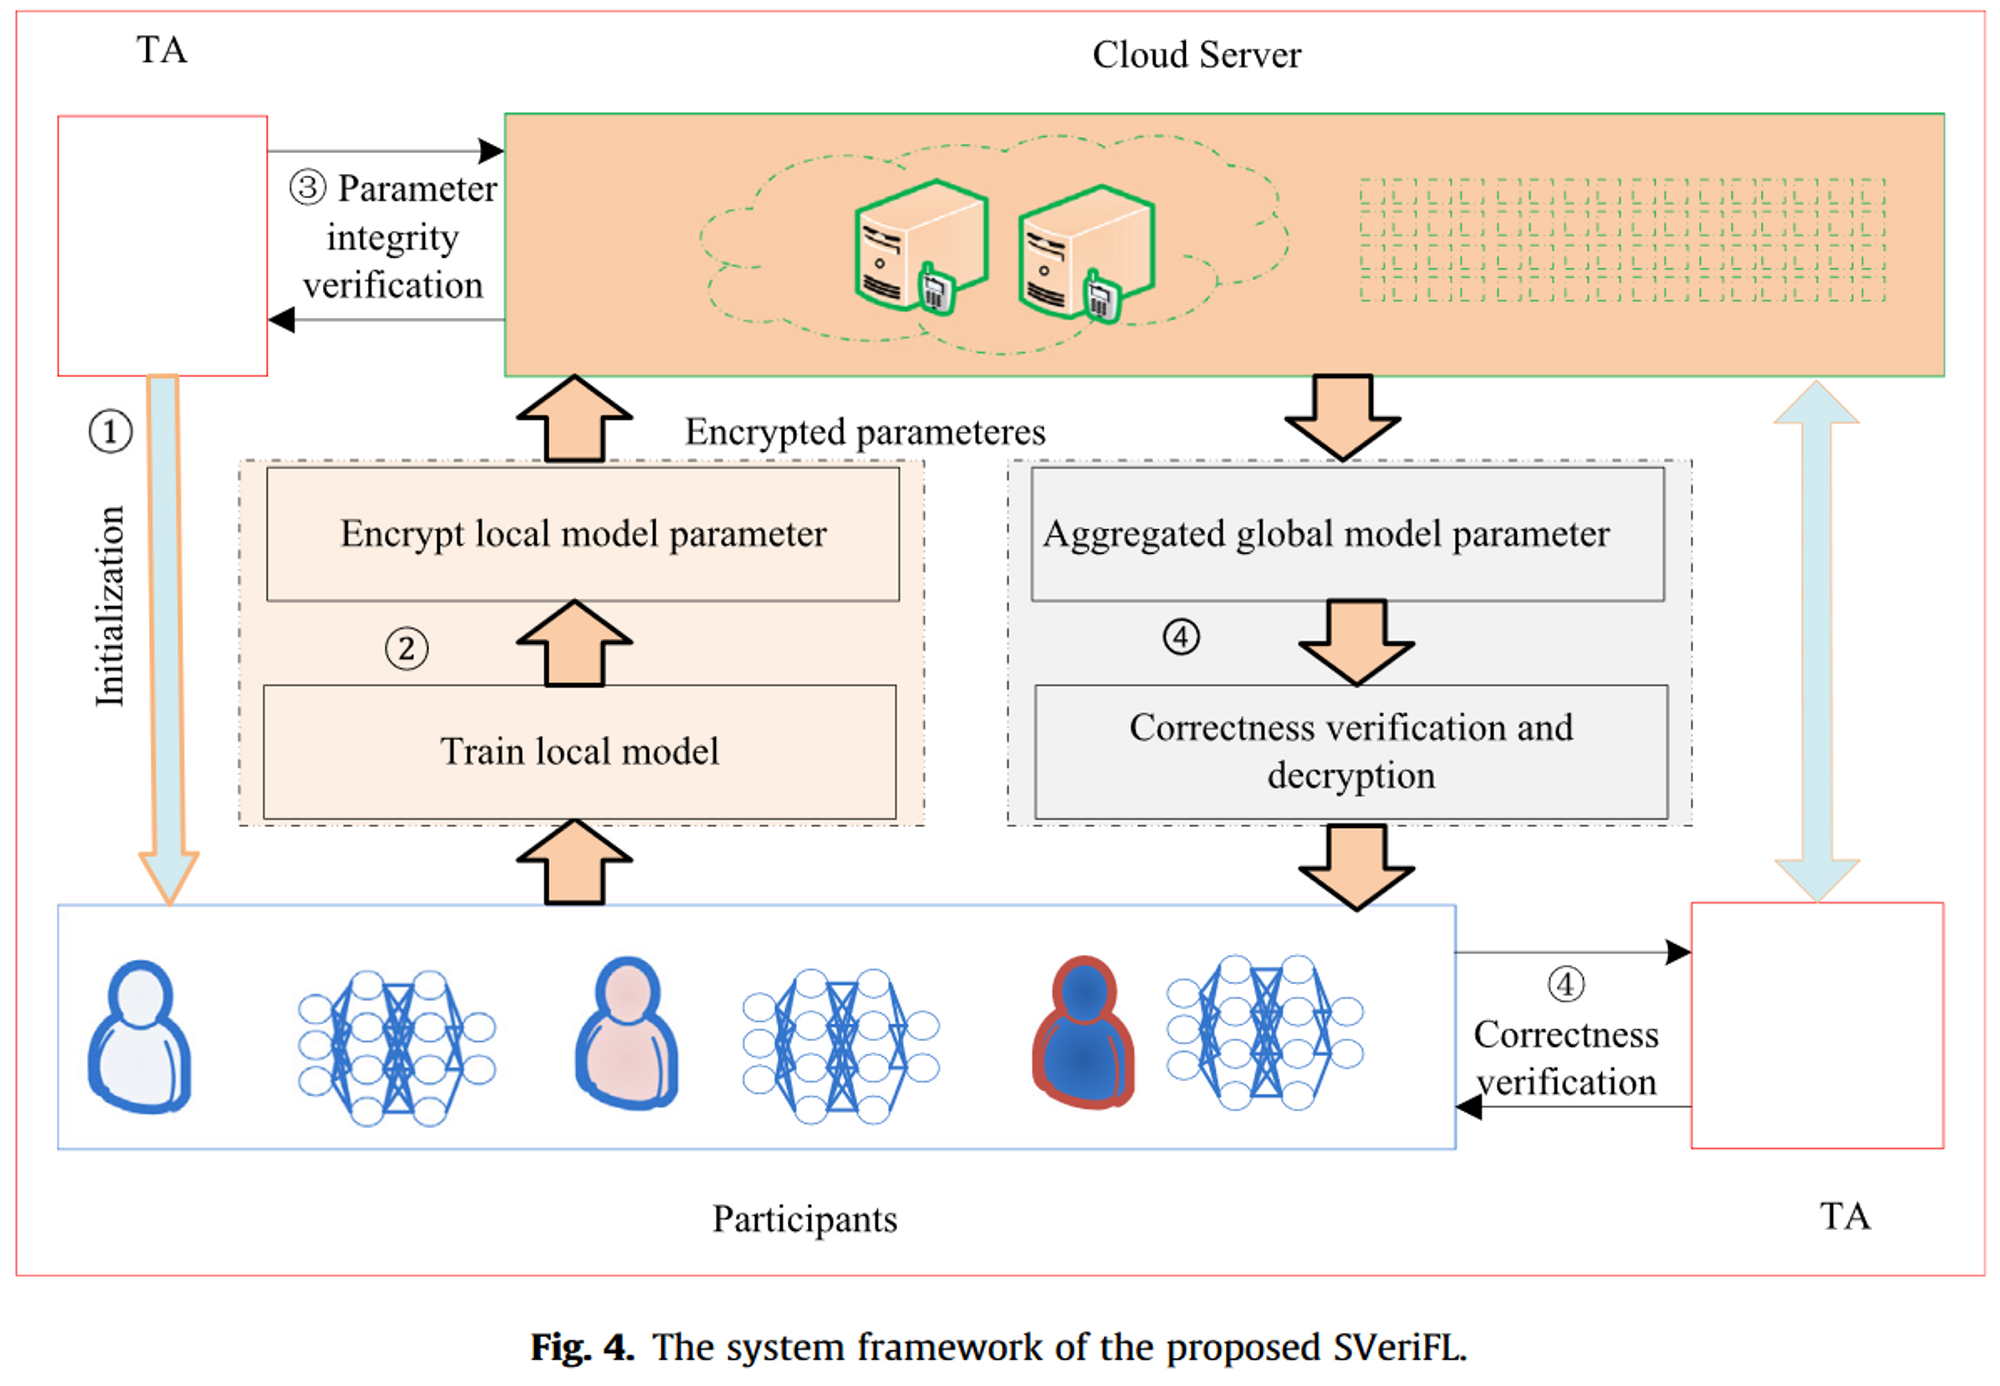 TA
Cloud Server
③ Parameter
integrity
verification
①
Initialization
Encrypted parameteres
Encrypt local model parameter
②
Train local model
Aggregated global model parameter
④
Correctness verification and
decryption
④
Correctness
verification
Participants
TA
Fig. 4. The system framework of the proposed SVeriFL.